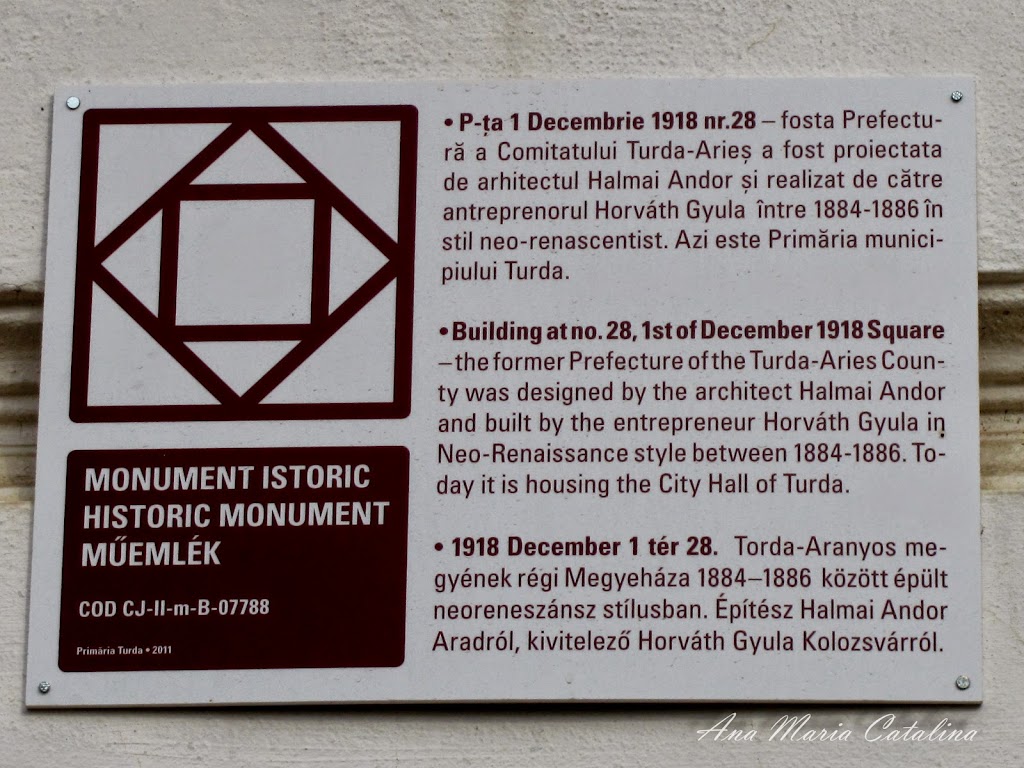 MONUMENT ISTORIC
HISTORIC MONUMENT
MŰEMLÉK
COD CJ-II-m-B-07788
Primăria Turda • 2011
• P-ța 1 Decembrie 1918 nr.28 – fosta Prefectu-
ră a Comitatului Turda-Arieș a fost proiectata
de arhitectul Halmai Andor și realizat de către
antreprenorul Horváth Gyula între 1884-1886 în
stil neo-renascentist. Azi este Primăria munici-
piului Turda.
• Building at no. 28, 1st of December 1918 Square
– the former Prefecture of the Turda-Aries Coun-
ty was designed by the architect Halmai Andor
and built by the entrepreneur Horváth Gyula in
Neo-Renaissance style between 1884-1886. To-
day it is housing the City Hall of Turda.
• 1918 December 1 tér 28. Torda-Aranyos me-
gyének régi Megyeháza 1884–1886 között épült
neoreneszánsz stílusban. Építész Halmai Andor
Aradról, kivitelező Horváth Gyula Kolozsvárról.
Ana Maria Catalina